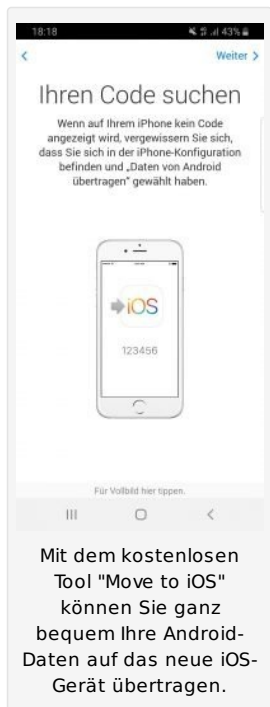 18:18 43%
Weiter >
Ihren Code suchen
Wenn auf Ihrem iPhone kein Code
angezeigt wird, vergewissern Sie sich,
dass Sie sich in der iPhone-Konfiguration
befinden und „Daten von Android
übertragen" gewählt haben.
iOS
123456
Für Vollbild hier tippen.
Mit dem kostenlosen
Tool "Move to iOS"
können Sie ganz
bequem Ihre Android-
Daten auf das neue iOS-
Gerät übertragen.